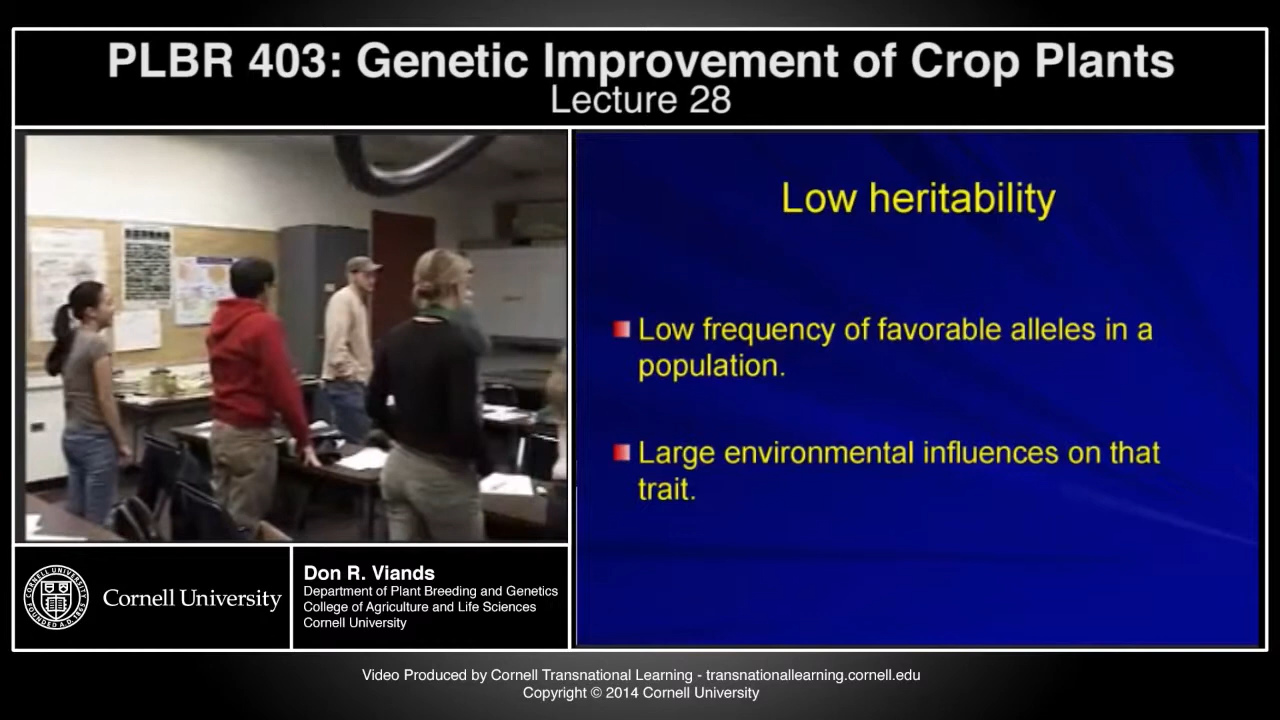 PLBR 403: Genetic Improvement of Crop Plants
Lecture 28
Low heritability
Low frequency of favorable alleles in a
population.
Large environmental influences on that
trait.
Cornell University
Don R. Viands
Department of Plant Breeding and Genetics
College of Agriculture and Life Sciences
Cornell University
Video Produced by Cornell Transnational Learning - transnationallearning.cornell.edu
Copyright © 2014 Cornell University